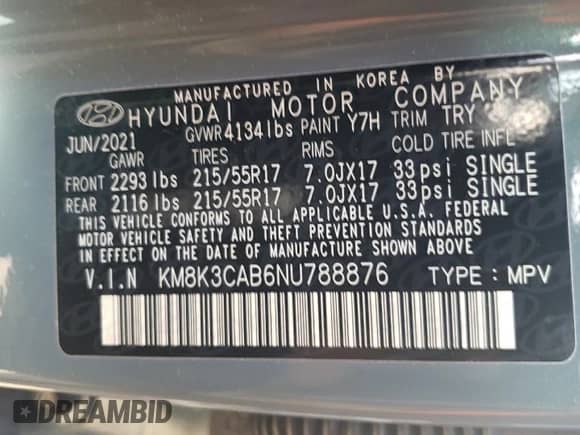 MANUFACTURED IN KOREA BY
HYUNDAI MOTOR COMPANY
JUN/2021 GVWR 4134 lbs PAINT Y7H TRIM TRY
GAWR TIRES RIMS COLD TIRE INFL
FRONT 2293 lbs 215/55R17 7.0JX17 33 psi SINGLE
REAR 2116 lbs 215/55R17 7.0JX17 33 psi SINGLE
THIS VEHICLE CONFORMS TO ALL APPLICABLE U.S.A. FEDERAL
MOTOR VEHICLE SAFETY AND THEFT PREVENTION STANDARDS
IN EFFECT ON THE DATE OF MANUFACTURE SHOWN ABOVE.
V.I.N KM8K3CAB6NU788876 TYPE: MPV
DREAMBID